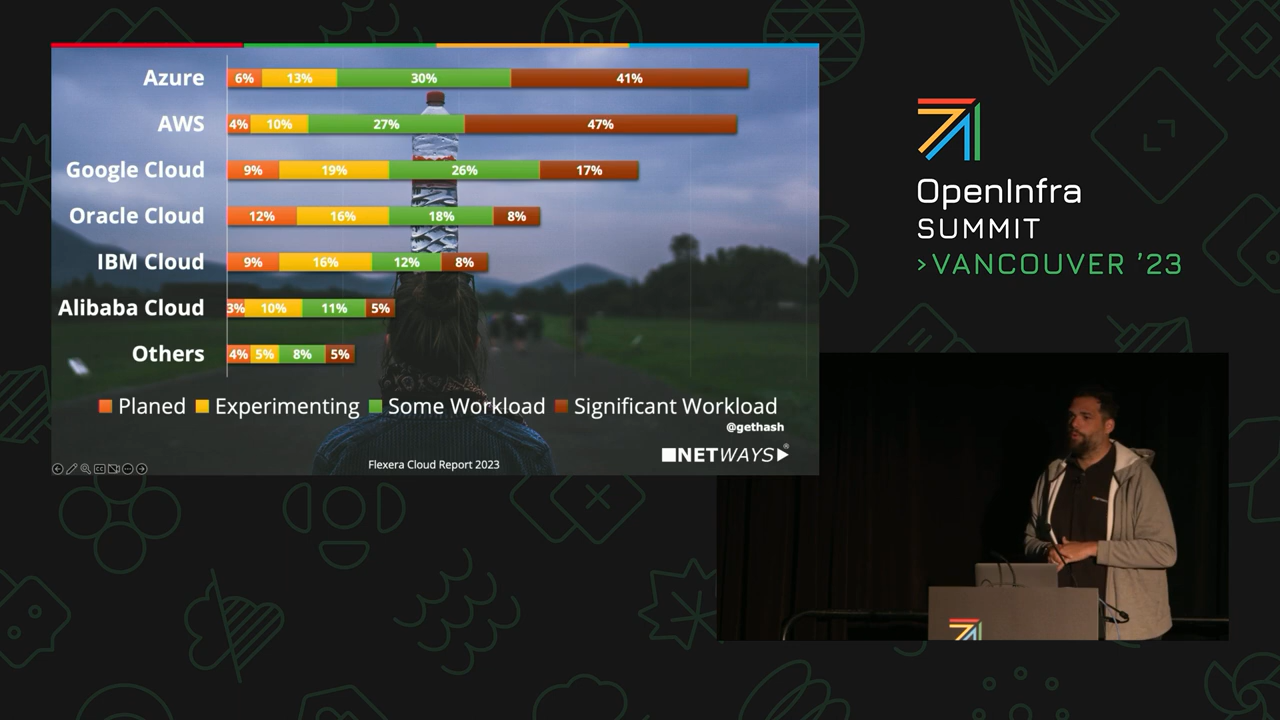 Azure 6% 13% 30% 41%
AWS 4% 10% 27% 47%
Google Cloud 9% 19% 26% 17%
Oracle Cloud 12% 16% 18% 8%
IBM Cloud 9% 16% 12% 8%
Alibaba Cloud 3% 10% 11% 5%
Others 4% 5% 8% 5%
Planed Experimenting Some Workload Significant Workload
@gethash
NETWAYS®
Flexera Cloud Report 2023
OpenInfra
SUMMIT
>VANCOUVER ’23